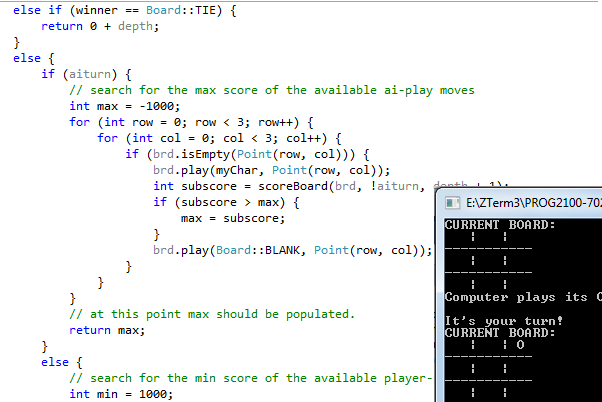 else if (winner == Board::TIE) {
return 0 + depth;
}
else {
if (aiturn) {
// search for the max score of the available ai-play moves
int max = -1000;
for (int row = 0; row < 3; row++) {
for (int col = 0; col < 3; col++) {
if (brd.isEmpty(Point(row, col))) {
brd.play(myChar, Point(row, col));
int subscore = scoreBoard(brd, !aiturn, depth + 1);
if (subscore > max) {
max = subscore;
}
brd.play(Board::BLANK, Point(row, col));
}
}
}
// at this point max should be populated.
return max;
}
else {
// search for the min score of the available player-
int min = 1000;
E:\ZTerm3\PROG2100-702
CURRENT BOARD:
¦ ¦
-----------
¦ ¦
-----------
¦ ¦
Computer plays its O
It's your turn!
CURRENT BOARD:
¦ ¦ O
-----------
¦ ¦
-----------
¦ ¦